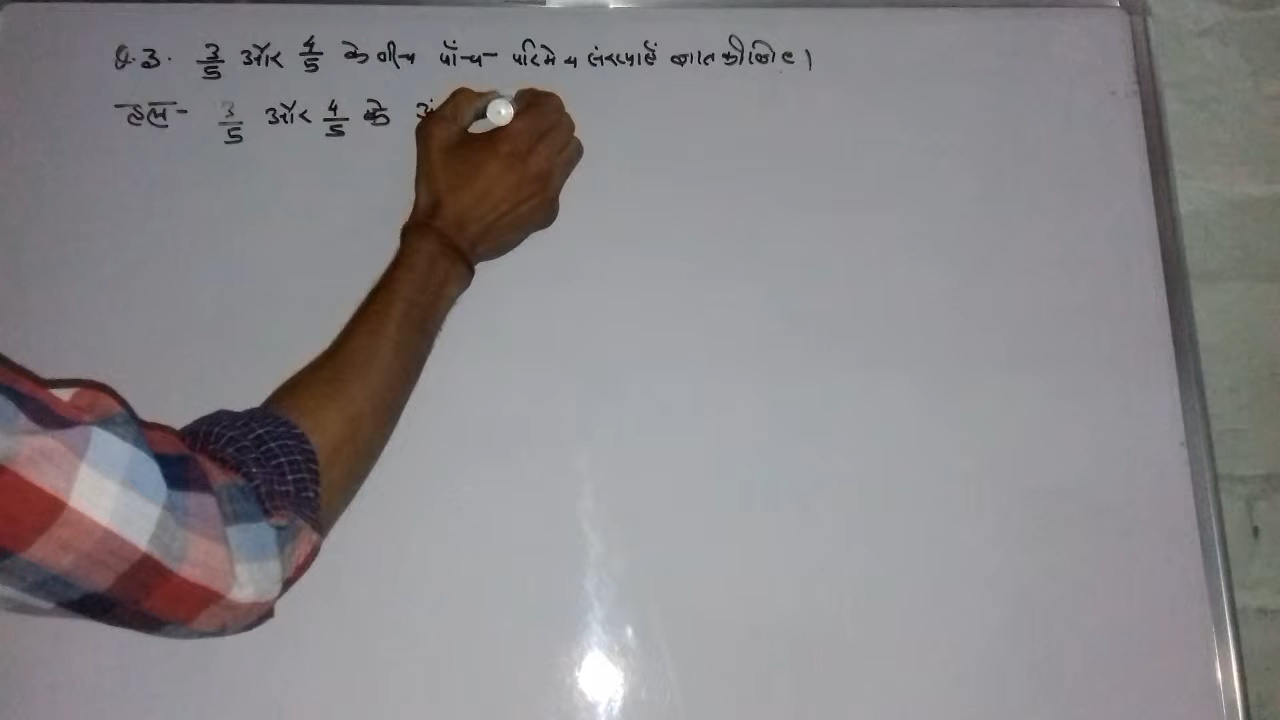 Q.3. 3/5 और 4/5 के बीच पाँच परिमेय संख्याएँ ज्ञात कीजिए।
हल- 3/5 और 4/5 के